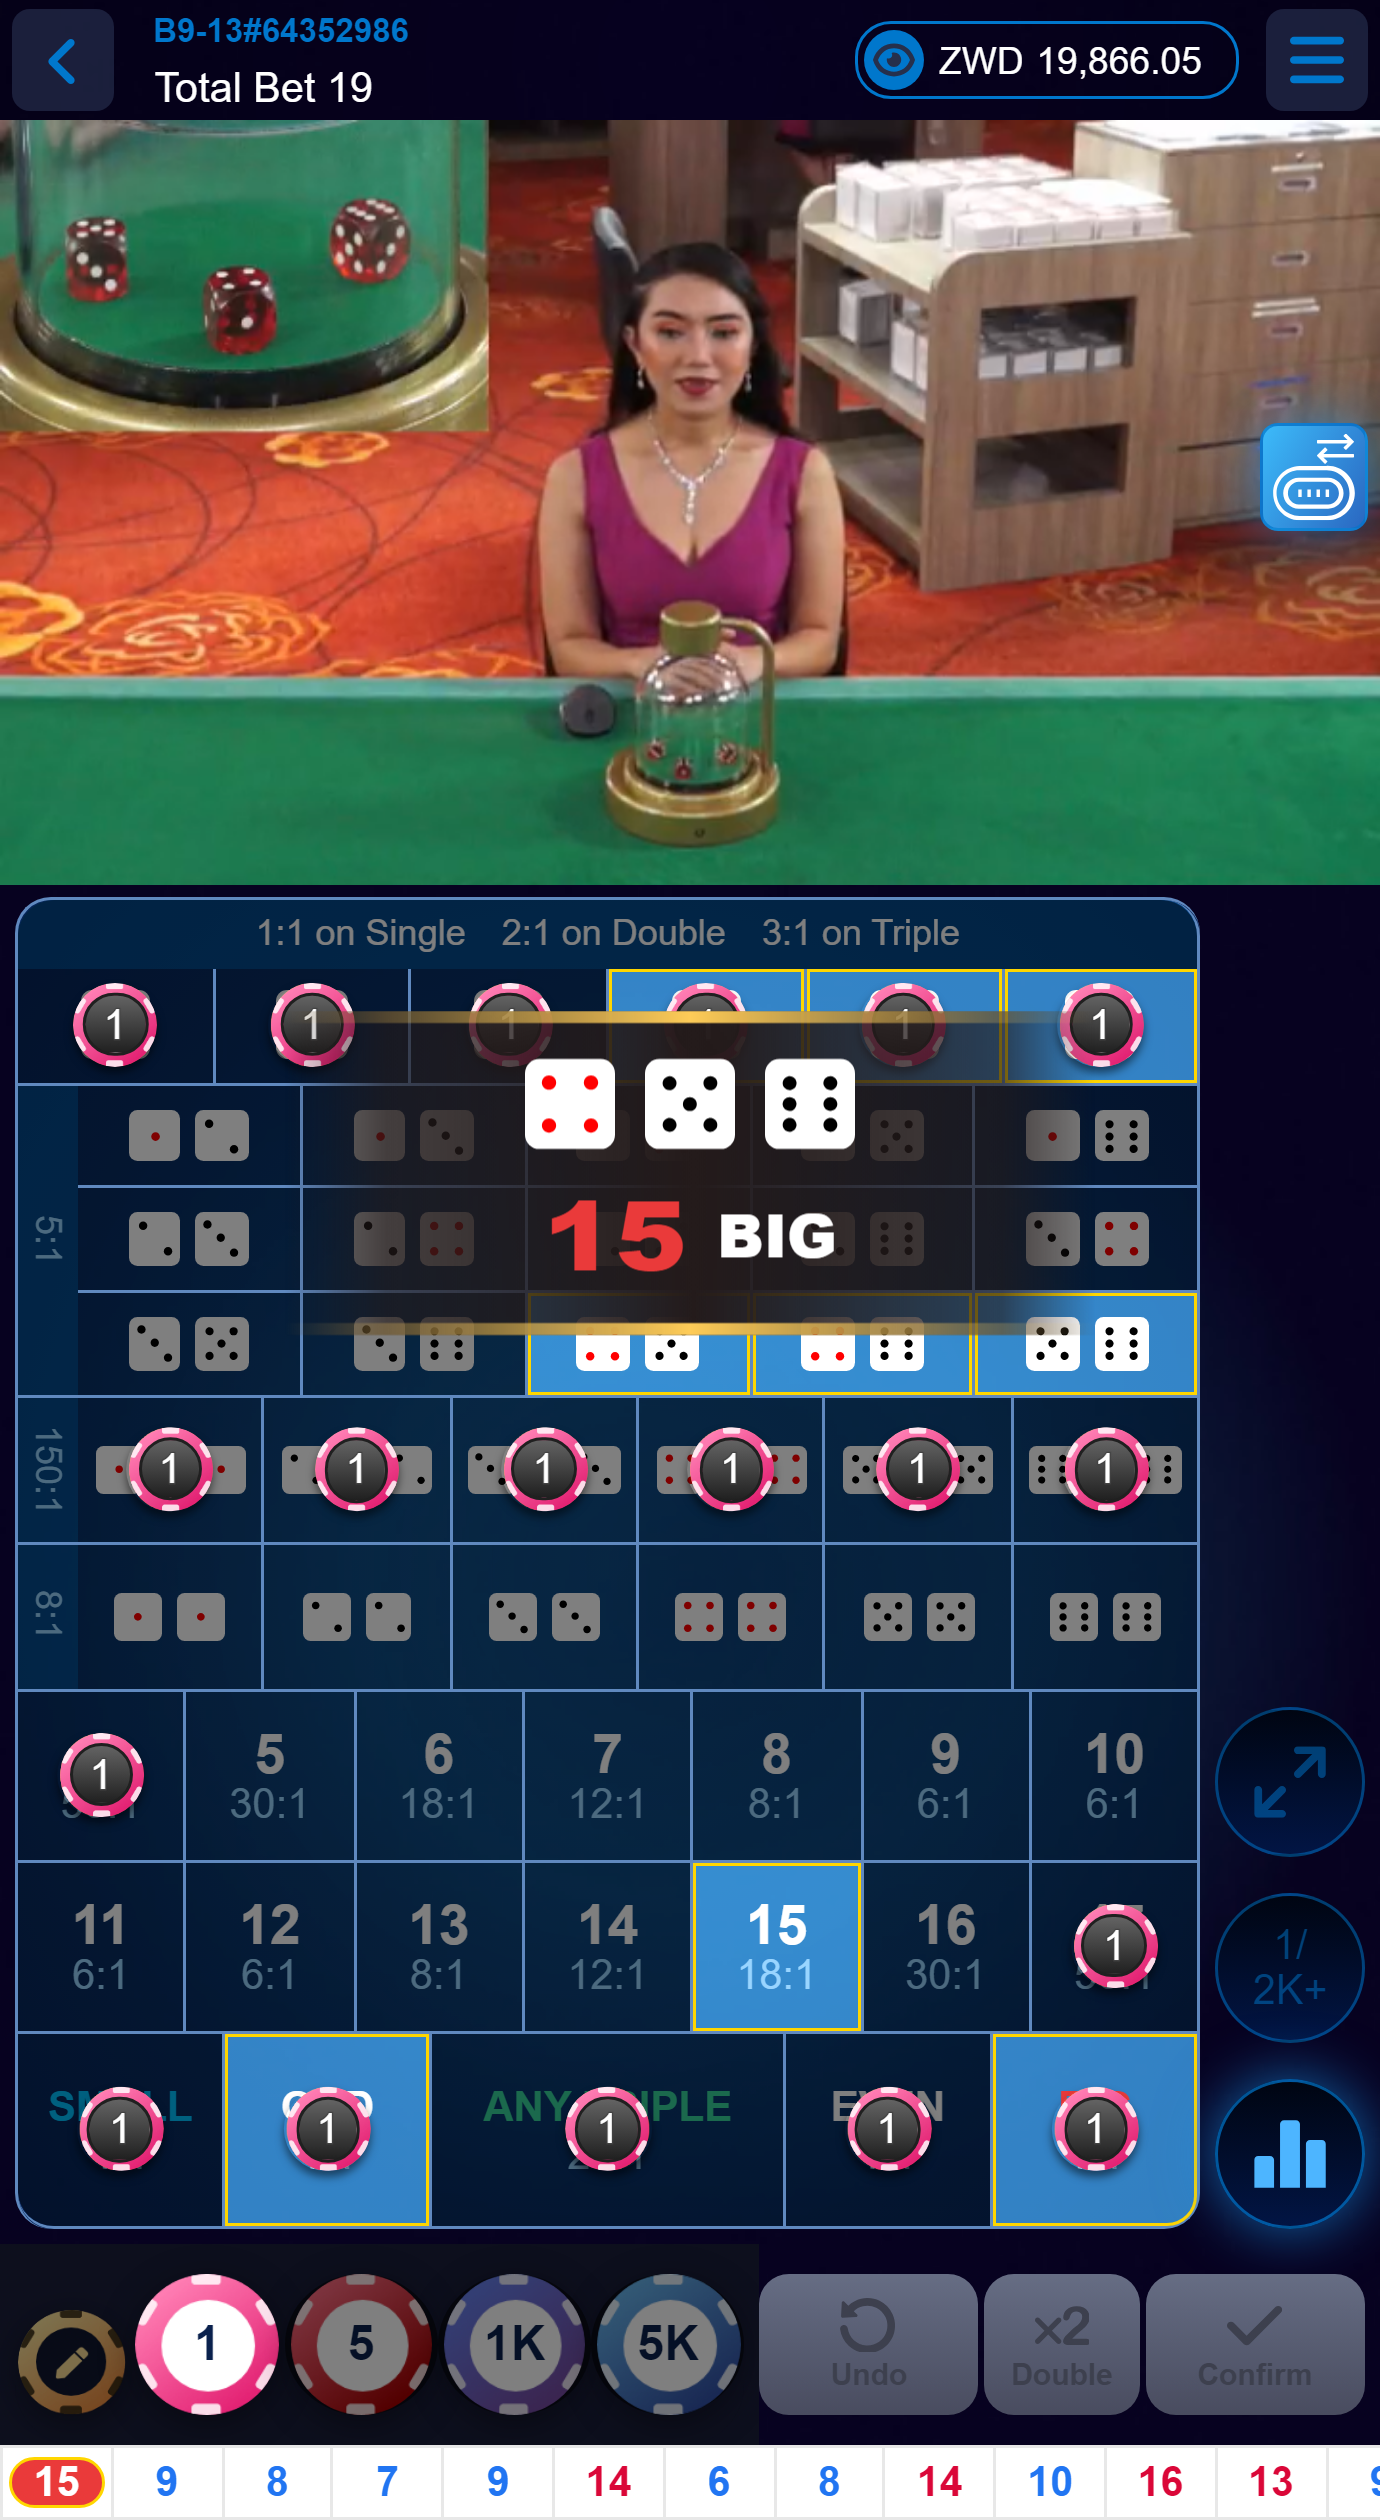 B9-13#64352986
Total Bet 19
ZWD 19,866.05
1:1 on Single 2:1 on Double 3:1 on Triple
1 1 1 1 1 1
15 BIG
5:1
150:1
1 1 1 1 1 1
8:1
1 5 6 7 8 9 10
30:1 18:1 12:1 8:1 6:1 6:1
11 12 13 14 15 16 1
6:1 6:1 8:1 12:1 18:1 30:1
1/
2K+
1 1 1 1 1
1 5 1K 5K
x2
Undo Double Confirm
15 9 8 7 9 14 6 8 14 10 16 13 9